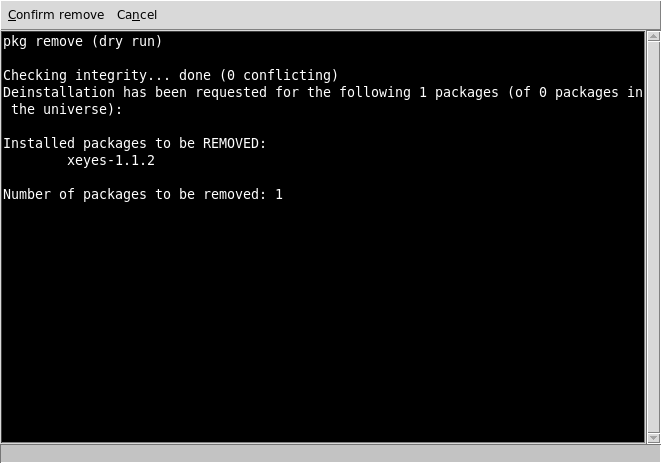 Confirm remove Cancel
pkg remove (dry run)
Checking integrity... done (0 conflicting)
Deinstallation has been requested for the following 1 packages (of 0 packages in
the universe):
Installed packages to be REMOVED:
xeyes-1.1.2
Number of packages to be removed: 1